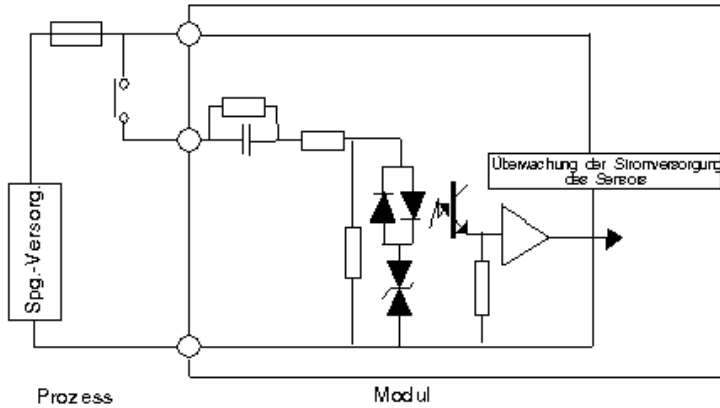 Überwachung der Stromversorgung
des Sensors
Spg.-Versorg.
Prozess
Modul